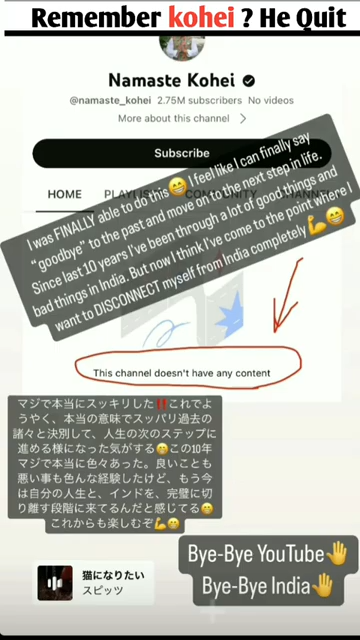 Remember kohei ? He Quit
Namaste Kohei
@namaste_kohei 2.75M subscribers No videos
More about this channel
Subscribe
HOME PLAYLISTS COMMUNITY CHANNEL
I was FINALLY able to do this😁 I feel like I can finally say
“goodbye” to the past and move on to the next step in life.
Since last 10 years I've been through a lot of good things and
bad things in India. But now I think I've come to the point where I
want to DISCONNECT myself from India completely💪😁
This channel doesn't have any content
マジで本当にスッキリした‼️これでよ
うやく、本当の意味でスッパリ過去の
諸々と決別して、人生の次のステップに
進める様になった気がする😁この10年
マジで本当に色々あった。良いことも
悪い事も色んな経験したけど、もう今
は自分の人生と、インドを、完璧に切
り離す段階に来てるんだと感じてる😁
これからも楽しむぞ💪😁
猫になりたい
スピッツ
Bye-Bye YouTube🤚
Bye-Bye India🤚